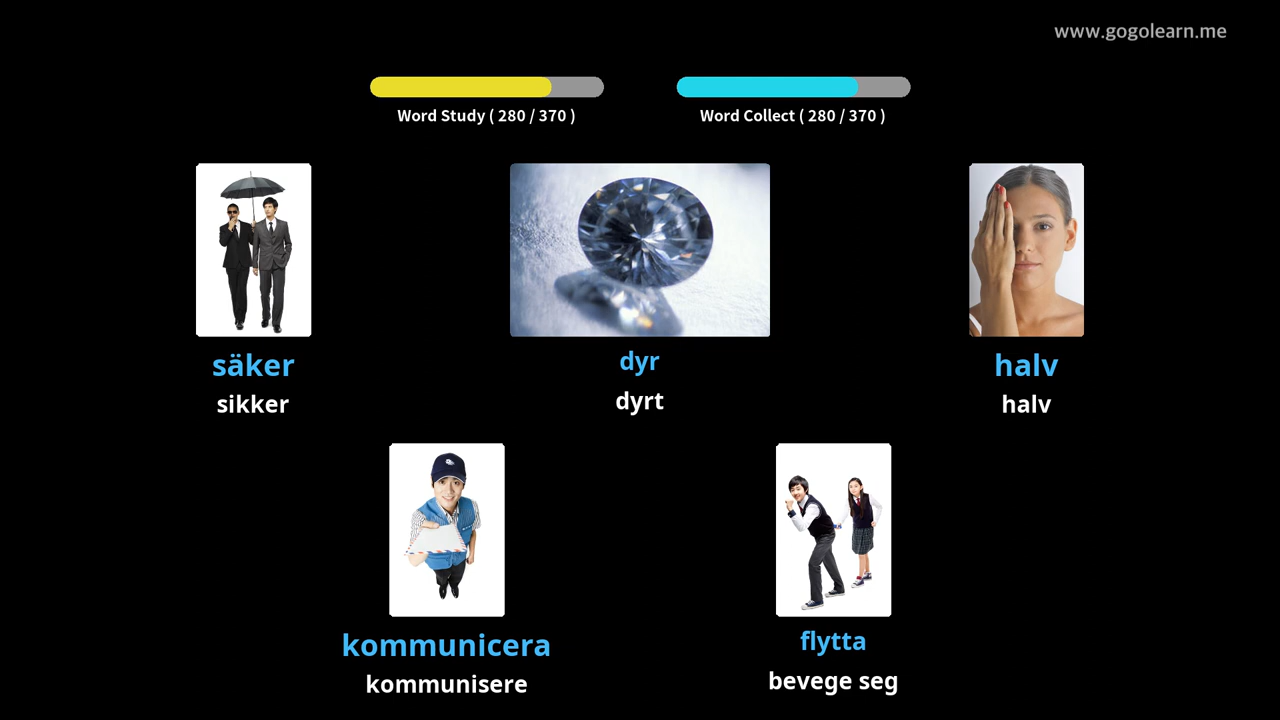 www.gogolearn.me
Word Study ( 280 / 370 )
Word Collect ( 280 / 370 )
säker
sikker
dyr
dyrt
halv
halv
kommunicera
kommunisere
flytta
bevege seg